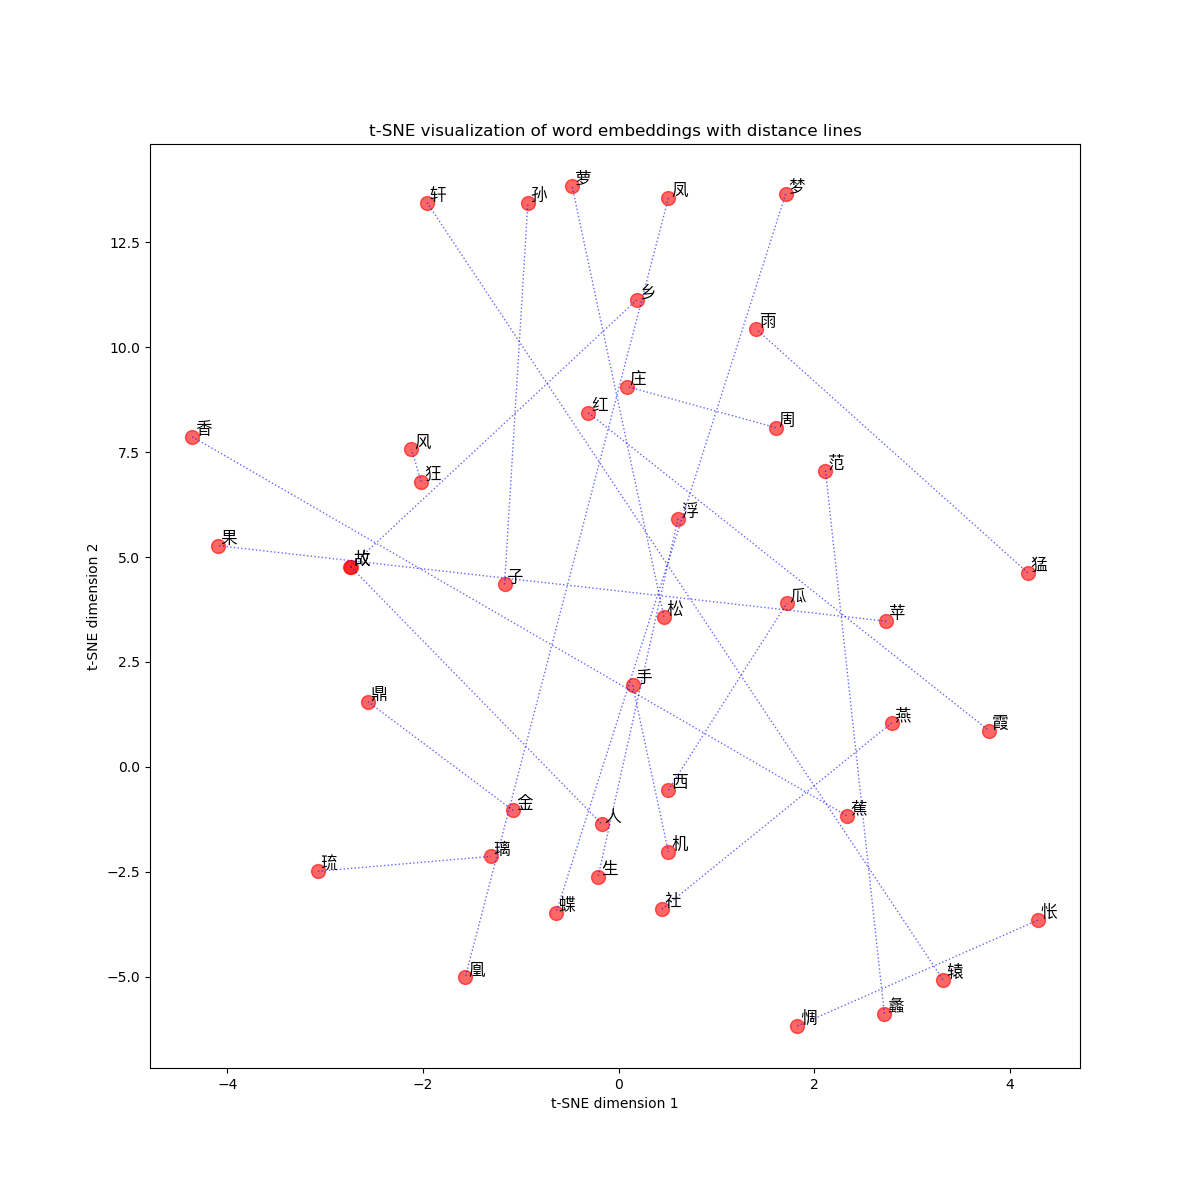 t-SNE visualization of word embeddings with distance lines
萝
梦
凤
轩
孙
乡
雨
12.5
10.0
7.5
5.0
2.5
0.0
−2.5
−5.0
庄
红
周
香
风
范
狂
浮
果
故
猛
子
瓜
松
苹
手
鼎
燕
霞
西
金
蕉
人
机
璃
琉
生
社
蝶
怅
凰
辕
蠡
惆
−4
−2
0
2
4
t-SNE dimension 1
t-SNE dimension 2